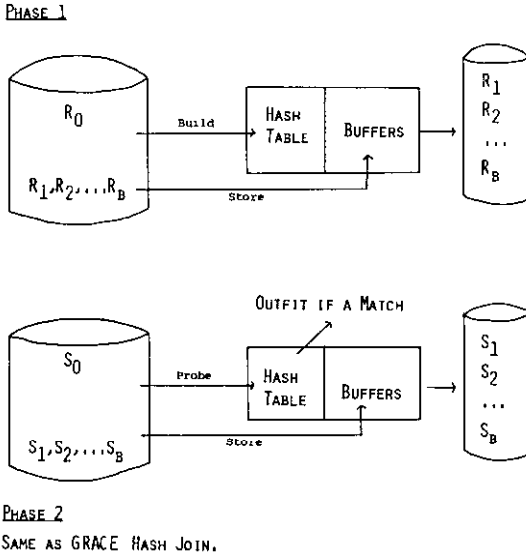 PHASE 1
R0
Build
HASH
TABLE
BUFFERS
R1
R2
...
RB
R1,R2,...RB
Store
OUTFIT IF A MATCH
S0
Probe
HASH
TABLE
BUFFERS
S1
S2
...
SB
S1,S2,...SB
Store
PHASE 2
SAME AS GRACE HASH JOIN.